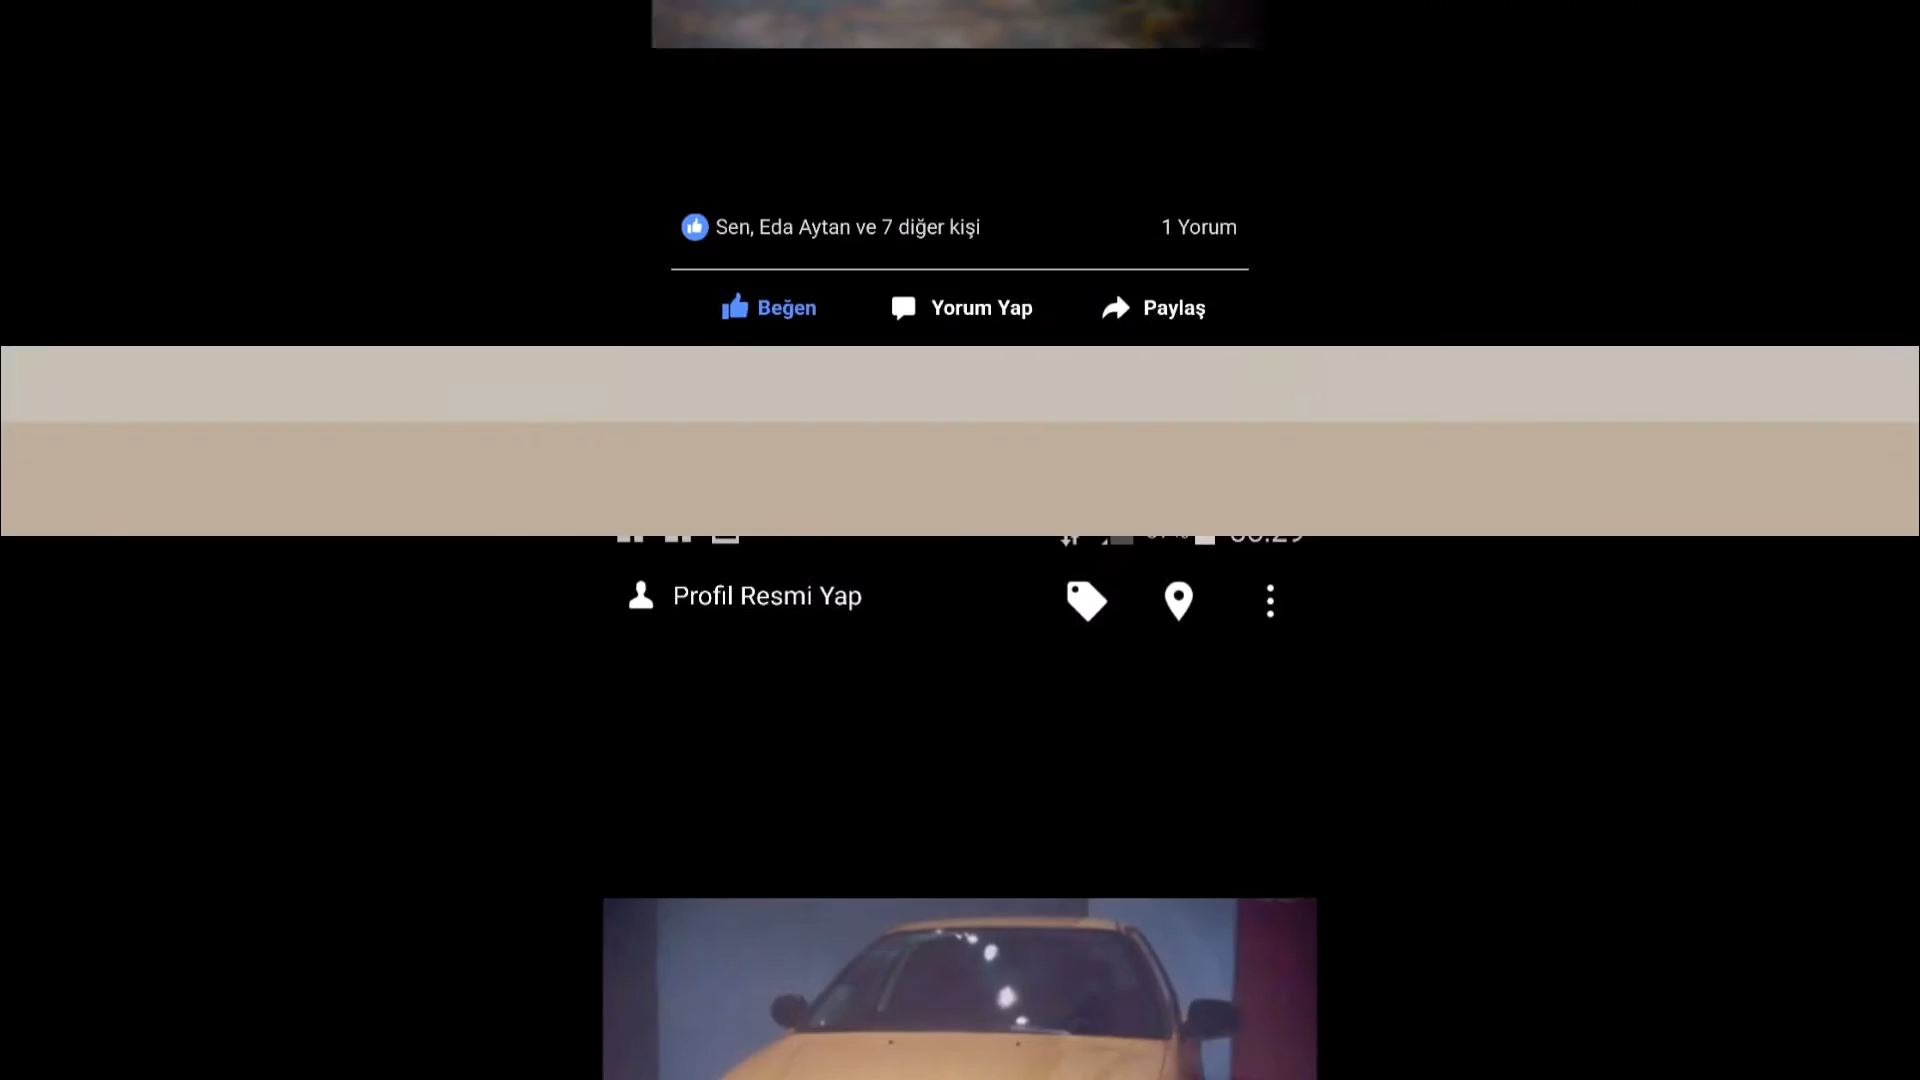 Sen, Eda Aytan ve 7 diğer kişi
1 Yorum
Beğen
Yorum Yap
Paylaş
Profil Resmi Yap